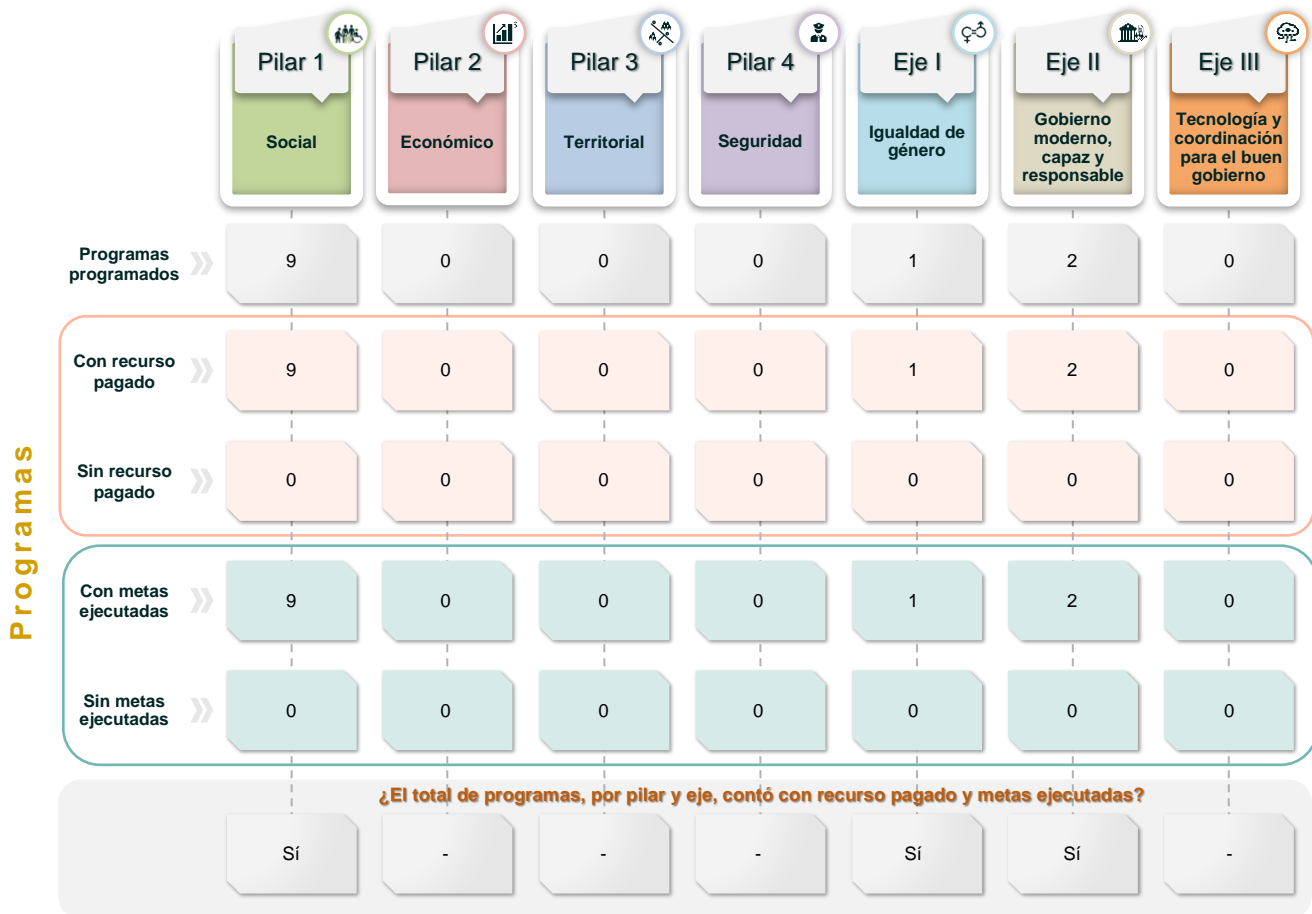 Pilar 1
Pilar 2
Pilar 3
Pilar 4
Eje I
Eje II
Eje III
Social
Económico
Territorial
Seguridad
Igualdad de
género
Gobierno
moderno,
capaz y
responsable
Tecnología y
coordinación
para el buen
gobierno
Programas
Programas
programados
9
0
0
0
1
2
0
Con recurso
pagado
9
0
0
0
1
2
0
Sin recurso
pagado
0
0
0
0
0
0
0
Con metas
ejecutadas
9
0
0
0
1
2
0
Sin metas
ejecutadas
0
0
0
0
0
0
0
¿El total de programas, por pilar y eje, contó con recurso pagado y metas ejecutadas?
Sí
-
-
-
Sí
Sí
-